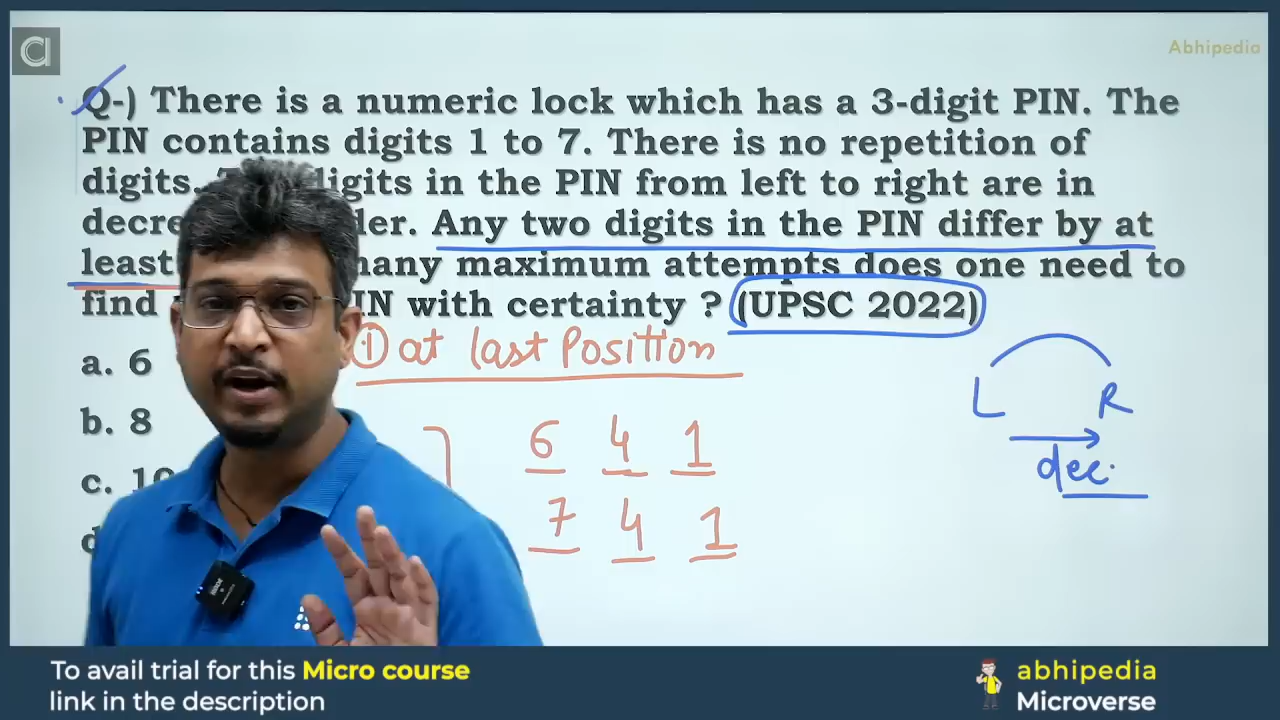 Abhipedia
Q-) There is a numeric lock which has a 3-digit PIN. The
PIN contains digits 1 to 7. There is no repetition of
digits. digits in the PIN from left to right are in
decre der. Any two digits in the PIN differ by at
least many maximum attempts does one need to
find IN with certainty ? (UPSC 2022)
① at last Position
a. 6
L R
dec.
b. 8
6 4 1
c. 10
7 4 1
d
To avail trial for this Micro course
link in the description
abhipedia
Microverse